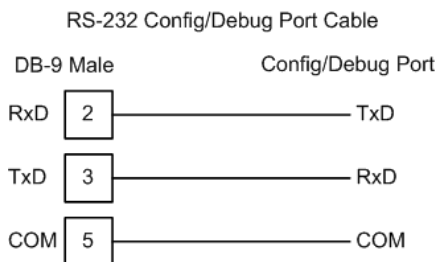 RS-232 Config/Debug Port Cable
DB-9 Male Config/Debug Port
RxD 2 TxD
TxD 3 RxD
COM 5 COM